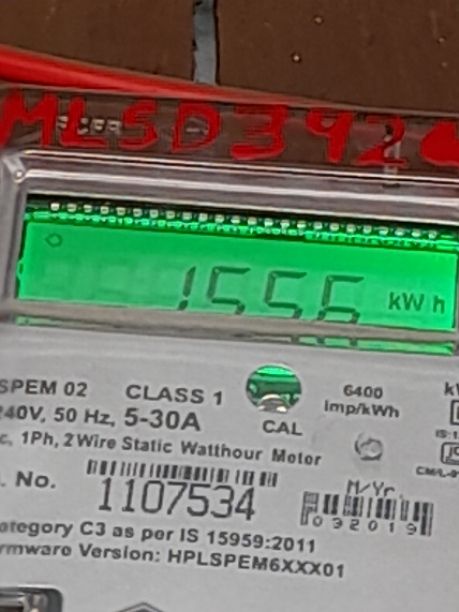 MLSD392
1556 kWh
SPEM 02 CLASS 1 6400
imp/kWh
240V, 50 Hz, 5-30A CAL
1Ph, 2Wire Static Watthour Meter
No. 1107534 M/Yr.
032019
ategory C3 as per IS 15959:2011
rmware Version: HPLSPEM6XXX01